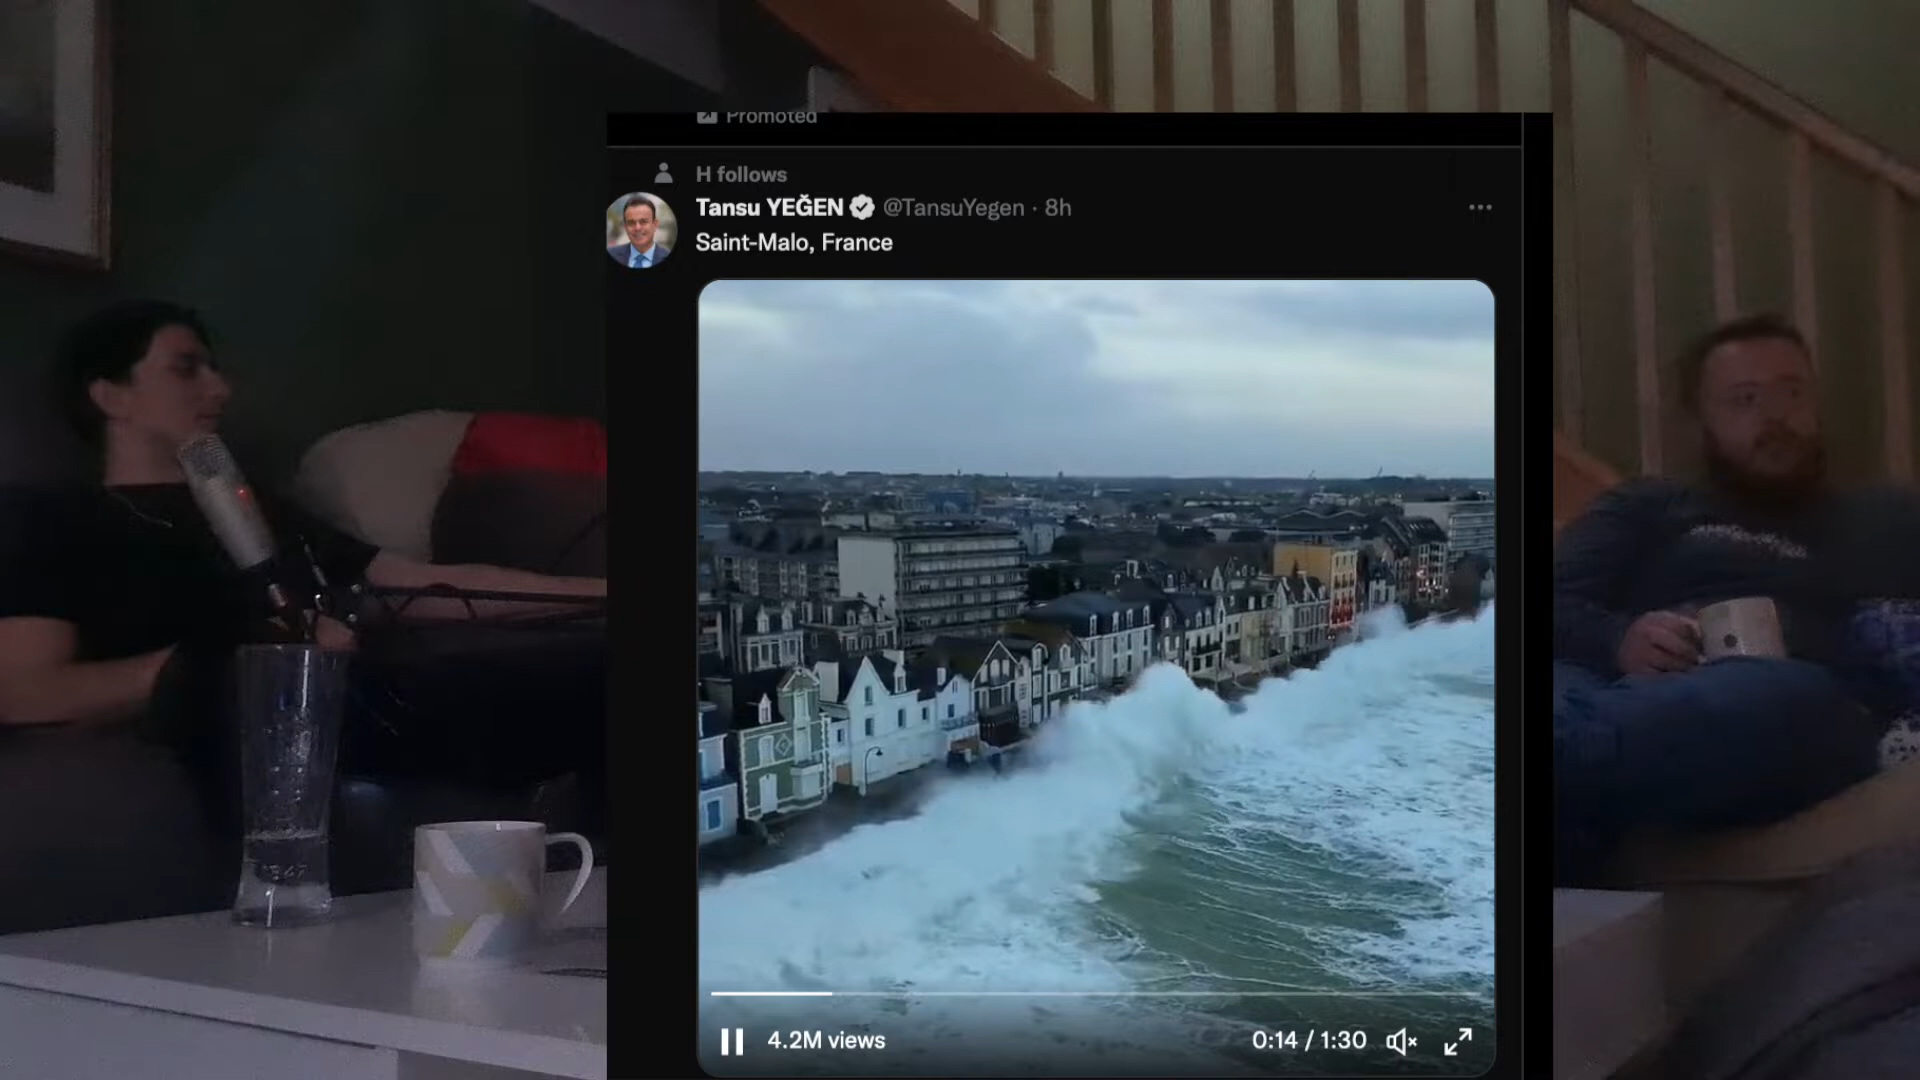 Promoted
H follows
Tansu YEĞEN @TansuYegen · 8h
Saint-Malo, France
4.2M views
0:14 / 1:30